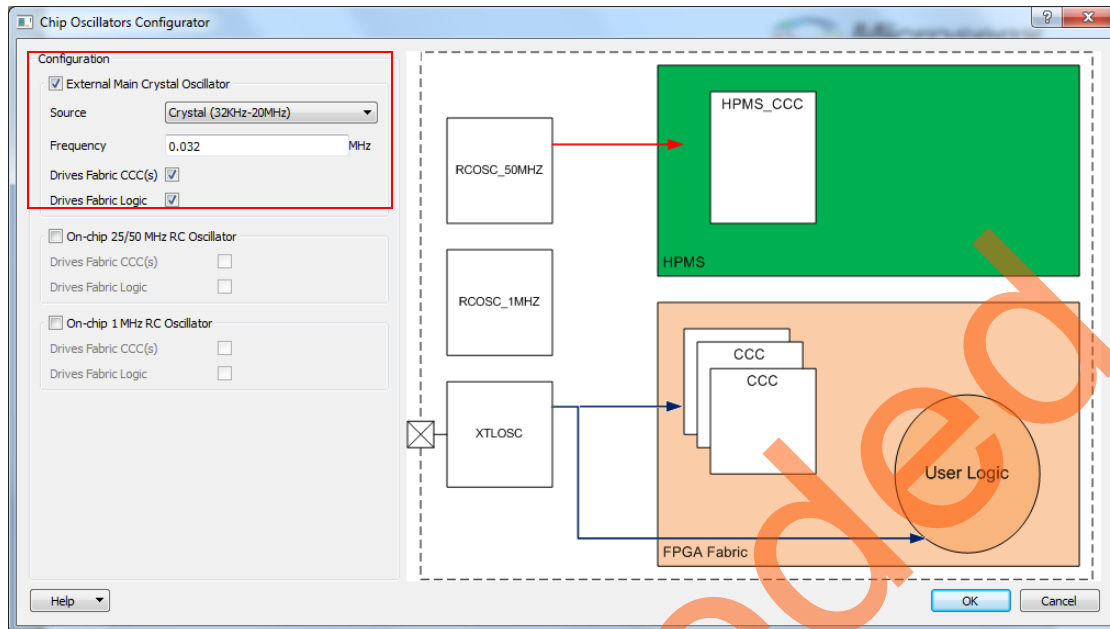 Chip Oscillators Configurator
Configuration
External Main Crystal Oscillator
Source Crystal (32KHz-20MHz)
Frequency 0.032 MHz
Drives Fabric CCC(s)
Drives Fabric Logic
On-chip 25/50 MHz RC Oscillator
Drives Fabric CCC(s)
Drives Fabric Logic
On-chip 1 MHz RC Oscillator
Drives Fabric CCC(s)
Drives Fabric Logic
Help
RCOSC_50MHZ
RCOSC_1MHZ
XTLOSC
HPMS_CCC
HPMS
CCC
CCC
User Logic
FPGA Fabric
OK Cancel